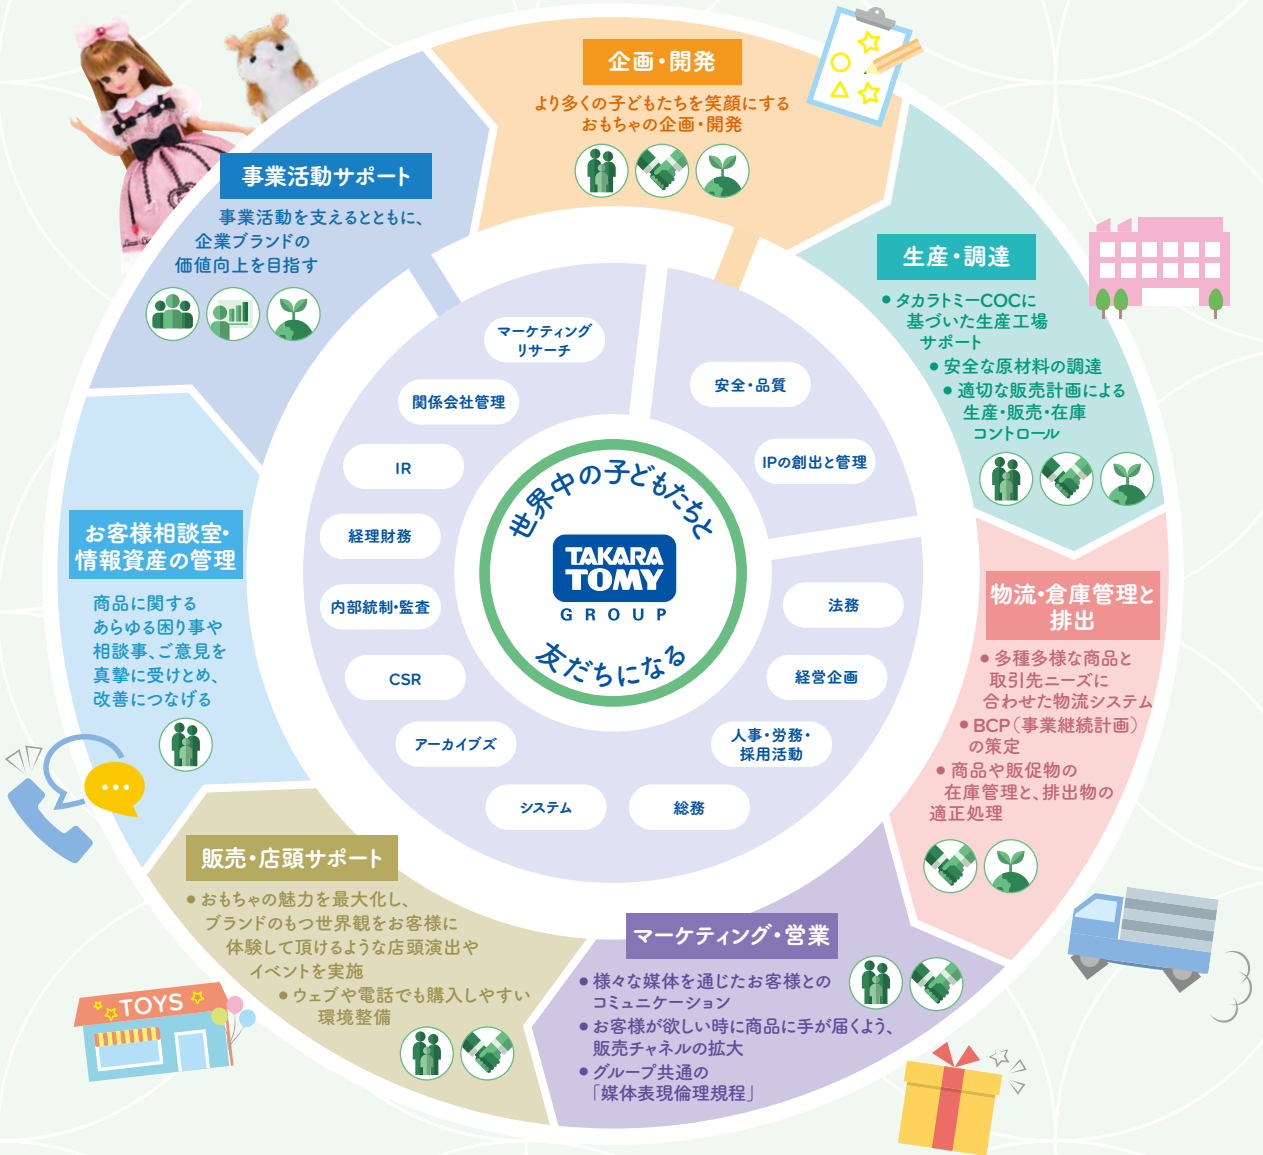 企画・開発
より多くの子どもたちを笑顔にする
おもちゃの企画・開発
生産・調達
● タカラトミーCOCに
基づいた生産工場
サポート
● 安全な原材料の調達
● 適切な販売計画による
生産・販売・在庫
コントロール
物流・倉庫管理と
排出
● 多種多様な商品と
取引先ニーズに
合わせた物流システム
● BCP（事業継続計画）
の策定
● 商品や販促物の
在庫管理と、排出物の
適正処理
マーケティング・営業
● 様々な媒体を通じたお客様との
コミュニケーション
● お客様が欲しい時に商品に手が届くよう、
販売チャネルの拡大
● グループ共通の
「媒体表現倫理規程」
販売・店頭サポート
● おもちゃの魅力を最大化し、
ブランドのもつ世界観をお客様に
体験して頂けるような店頭演出や
イベントを実施
● ウェブや電話でも購入しやすい
環境整備
TOYS
お客様相談室・
情報資産の管理
商品に関する
あらゆる困り事や
相談事、ご意見を
真摯に受けとめ、
改善につなげる
事業活動サポート
事業活動を支えるとともに、
企業ブランドの
価値向上を目指す
マーケティング
リサーチ
関係会社管理
IR
経理財務
内部統制・監査
CSR
アーカイブズ
システム
総務
人事・労務・
採用活動
経営企画
法務
IPの創出と管理
安全・品質
世界中の子どもたちと
TAKARA
TOMY
GROUP
友だちになる